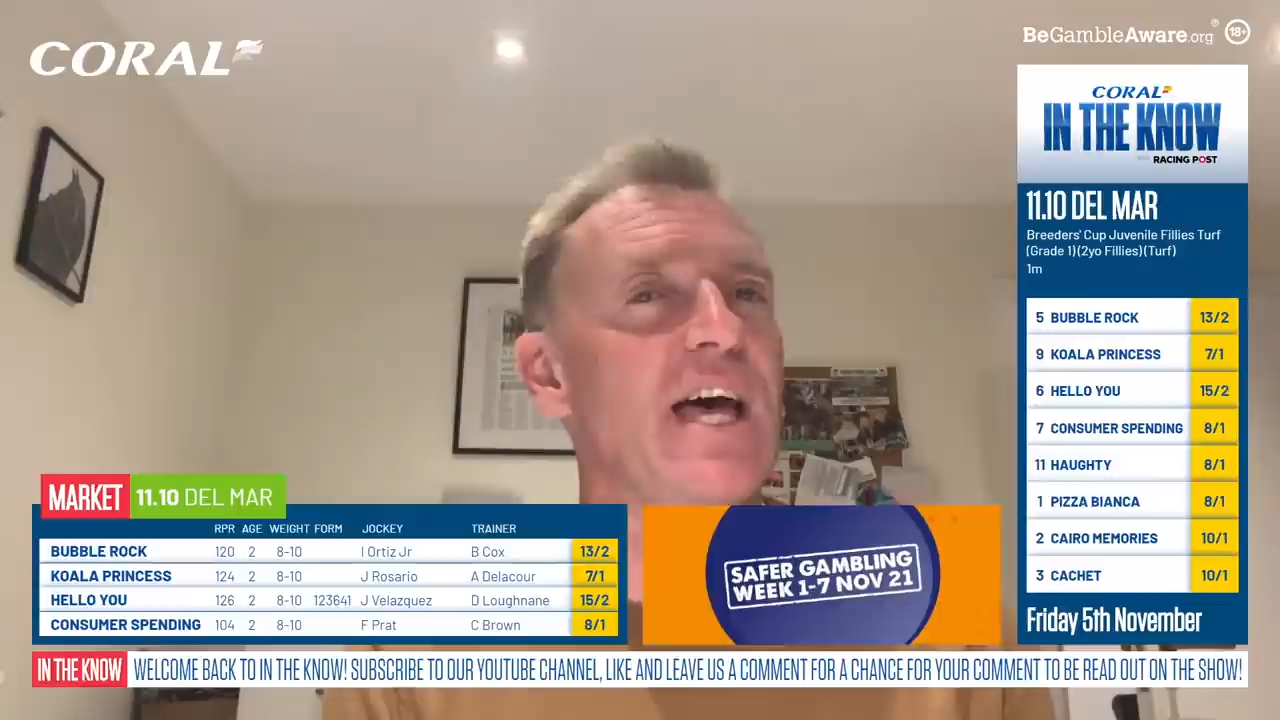 CORAL
BeGambleAware.org®
18+
CORAL
IN THE KNOW
RACING POST
11.10 DEL MAR
Breeders' Cup Juvenile Fillies Turf
(Grade 1)(2yo Fillies)(Turf)
1m
5 BUBBLE ROCK 13/2
9 KOALA PRINCESS 7/1
6 HELLO YOU 15/2
7 CONSUMER SPENDING 8/1
11 HAUGHTY 8/1
1 PIZZA BIANCA 8/1
2 CAIRO MEMORIES 10/1
3 CACHET 10/1
Friday 5th November
MARKET 11.10 DEL MAR
RPR AGE WEIGHT FORM JOCKEY TRAINER
BUBBLE ROCK 120 2 8-10 I Ortiz Jr B Cox 13/2
KOALA PRINCESS 124 2 8-10 J Rosario A Delacour 7/1
HELLO YOU 126 2 8-10 123641 J Velazquez D Loughnane 15/2
CONSUMER SPENDING 104 2 8-10 F Prat C Brown 8/1
SAFER GAMBLING
WEEK 1-7 NOV 21
IN THE KNOW WELCOME BACK TO IN THE KNOW! SUBSCRIBE TO OUR YOUTUBE CHANNEL, LIKE AND LEAVE US A COMMENT FOR A CHANCE FOR YOUR COMMENT TO BE READ OUT ON THE SHOW!